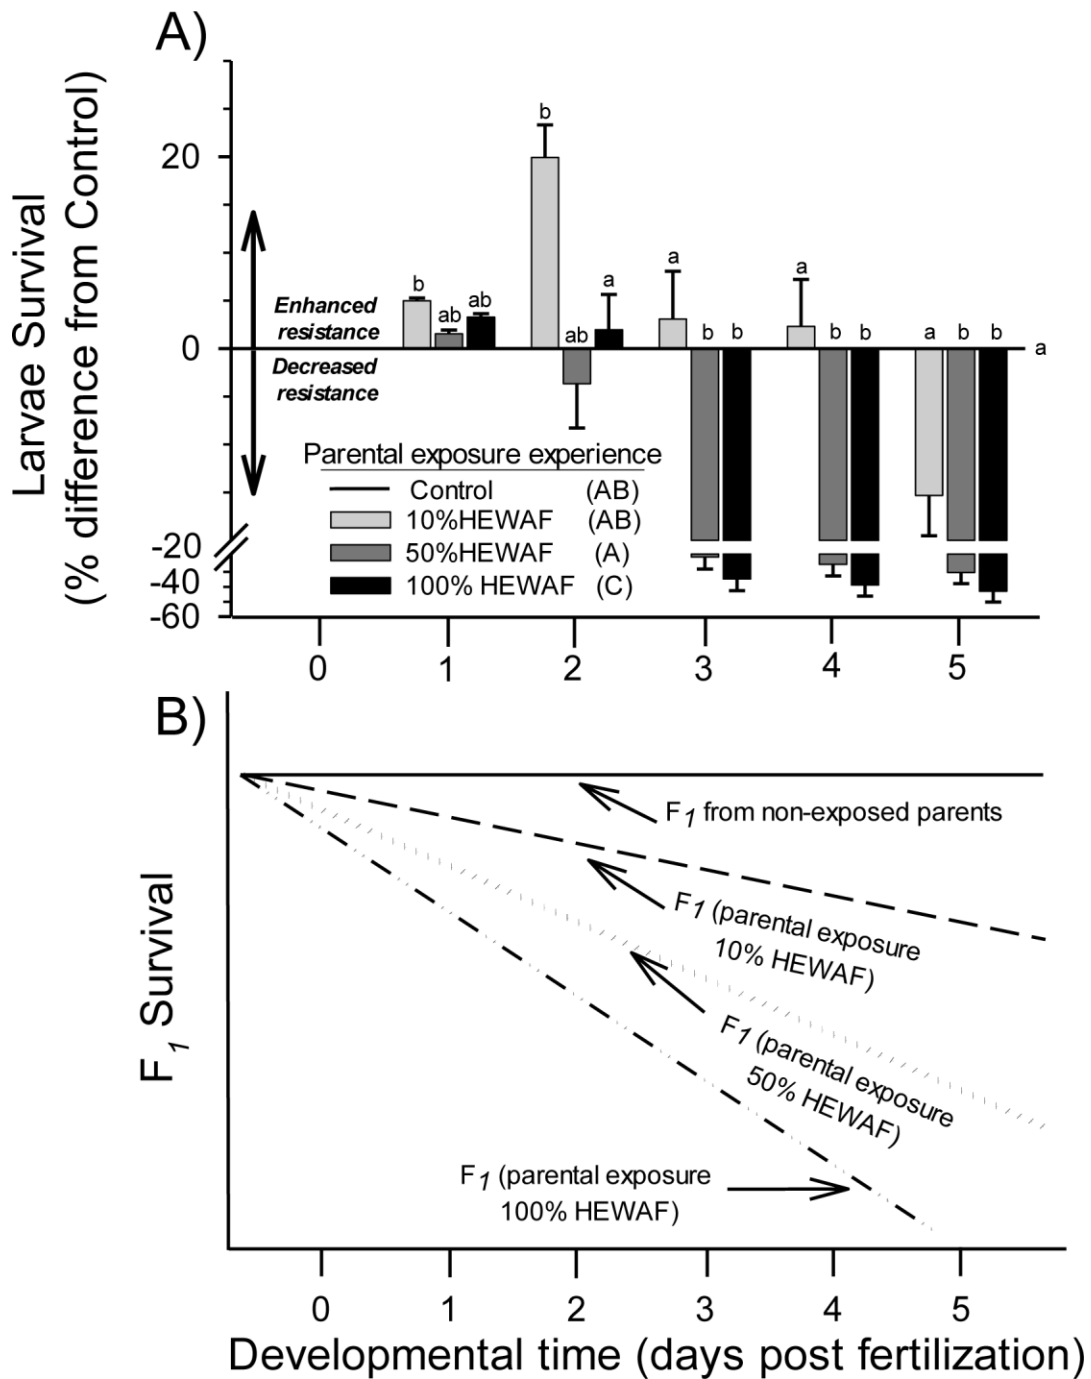 A)
Larvae Survival
(% difference from Control)
20
0
-20
-40
-60
Enhanced
resistance
Decreased
resistance
b
ab
ab
b
ab
a
a
b
b
a
b
b
a
b
b
a
Parental exposure experience
Control (AB)
10%HEWAF (AB)
50%HEWAF (A)
100% HEWAF (C)
0 1 2 3 4 5
B)
F1 Survival
F1 from non-exposed parents
F1 (parental exposure
10% HEWAF)
F1 (parental exposure
50% HEWAF)
F1 (parental exposure
100% HEWAF)
0 1 2 3 4 5
Developmental time (days post fertilization)